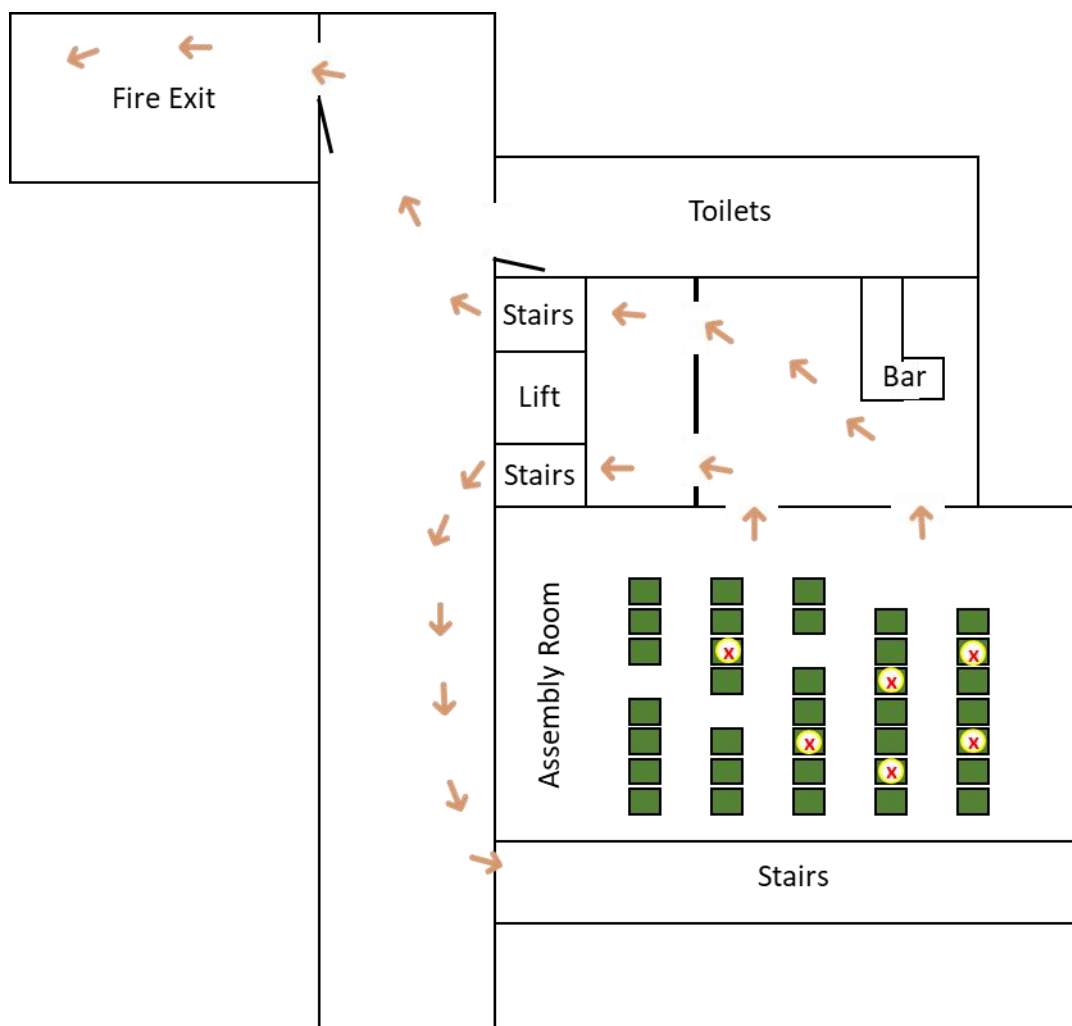 Fire Exit
Toilets
Stairs
Lift
Bar
Stairs
Assembly Room
x
x
x
x
x
x
Stairs